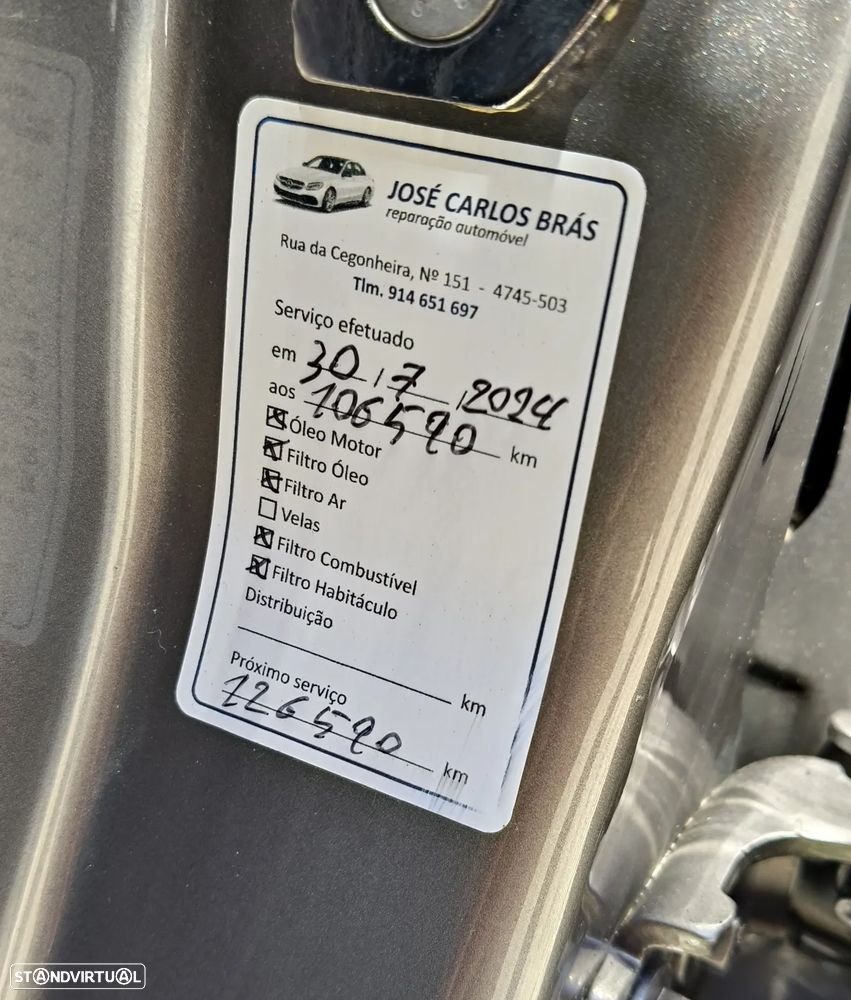 JOSÉ CARLOS BRÁS
reparação automóvel
Rua da Cegonheira, Nº 151 - 4745-503
Tlm. 914 651 697
Serviço efetuado
em 30 / 7 / 2024
aos 106590 km
Óleo Motor
Filtro Óleo
Filtro Ar
Velas
Filtro Combustível
Filtro Habitáculo
Distribuição
km
Próximo serviço
126590 km
STANDVIRTUAL